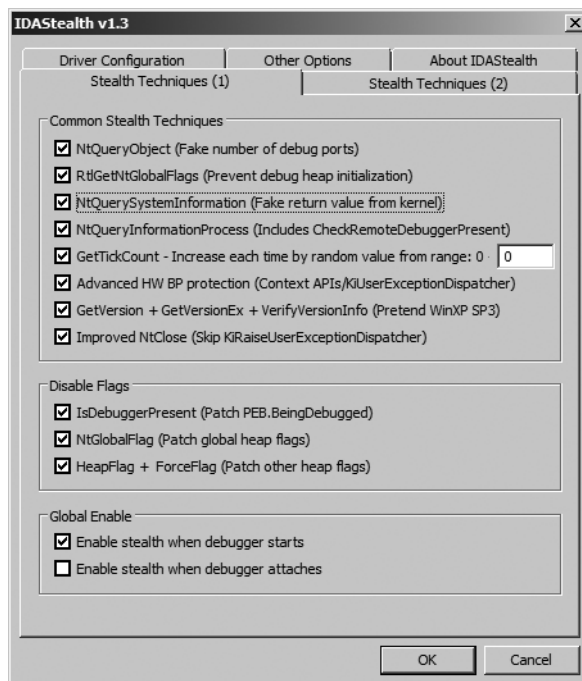 IDAStealth v1.3
Driver Configuration
Other Options
About IDAStealth
Stealth Techniques (1)
Stealth Techniques (2)
Common Stealth Techniques
NtQueryObject (Fake number of debug ports)
RtlGetNtGlobalFlags (Prevent debug heap initialization)
NtQuerySystemInformation (Fake return value from kernel)
NtQueryInformationProcess (Includes CheckRemoteDebuggerPresent)
GetTickCount - Increase each time by random value from range: 0 - 0
Advanced HW BP protection (Context APIs/KiUserExceptionDispatcher)
GetVersion + GetVersionEx + VerifyVersionInfo (Pretend WinXP SP3)
Improved NtClose (Skip KiRaiseUserExceptionDispatcher)
Disable Flags
IsDebuggerPresent (Patch PEB.BeingDebugged)
NtGlobalFlag (Patch global heap flags)
HeapFlag + ForceFlag (Patch other heap flags)
Global Enable
Enable stealth when debugger starts
Enable stealth when debugger attaches
OK
Cancel